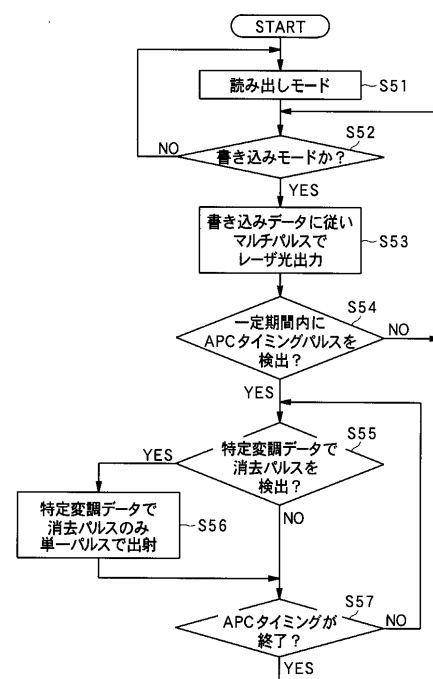 START
読み出しモード
S51
S52
NO
書き込みモードか？
YES
書き込みデータに従い
マルチパルスで
レーザ光出力
S53
S54
一定期間内に
APCタイミングパルスを
検出？
NO
YES
S55
YES
特定変調データで
消去パルスを
検出？
特定変調データで
消去パルスのみ
単一パルスで出射
S56
NO
S57
APCタイミングが
終了？
NO
YES